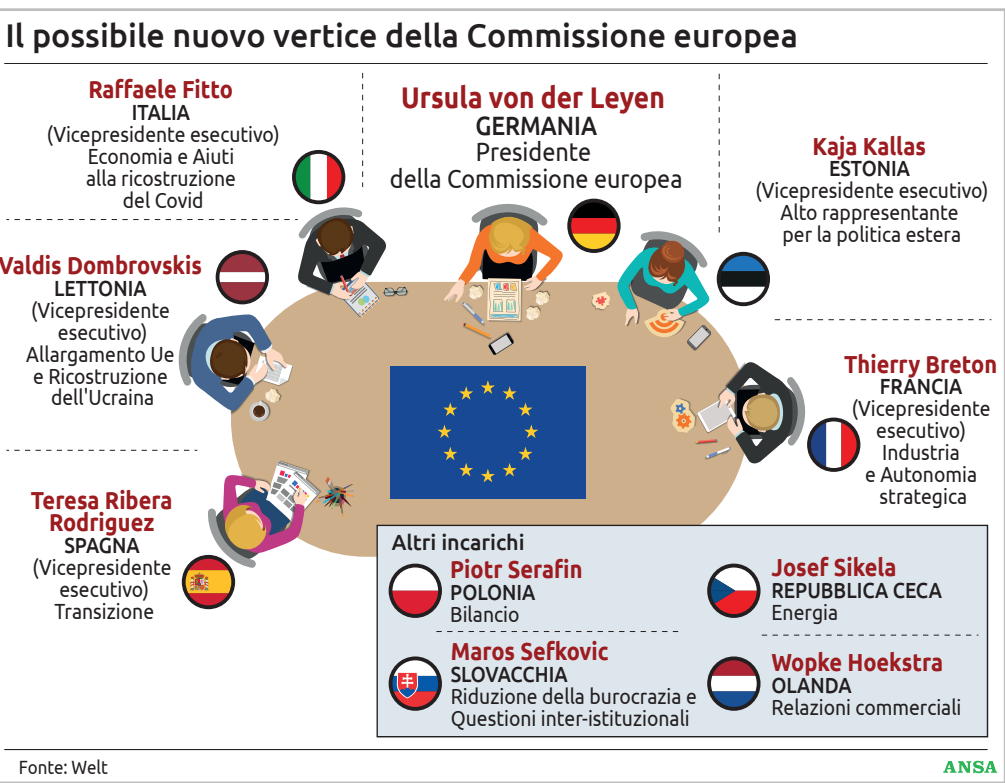 Il possibile nuovo vertice della Commissione europea
Raffaele Fitto
ITALIA
(Vicepresidente esecutivo)
Economia e Aiuti
alla ricostruzione
del Covid
Ursula von der Leyen
GERMANIA
Presidente
della Commissione europea
Kaja Kallas
ESTONIA
(Vicepresidente esecutivo)
Alto rappresentante
per la politica estera
Valdis Dombrovskis
LETTONIA
(Vicepresidente
esecutivo)
Allargamento Ue
e Ricostruzione
dell'Ucraina
Thierry Breton
FRANCIA
(Vicepresidente
esecutivo)
Industria
e Autonomia
strategica
Teresa Ribera
Rodriguez
SPAGNA
(Vicepresidente
esecutivo)
Transizione
Altri incarichi
Piotr Serafin
POLONIA
Bilancio
Josef Sikela
REPUBBLICA CECA
Energia
Maros Sefkovic
SLOVACCHIA
Riduzione della burocrazia e
Questioni inter-istituzionali
Wopke Hoekstra
OLANDA
Relazioni commerciali
Fonte: Welt
ANSA